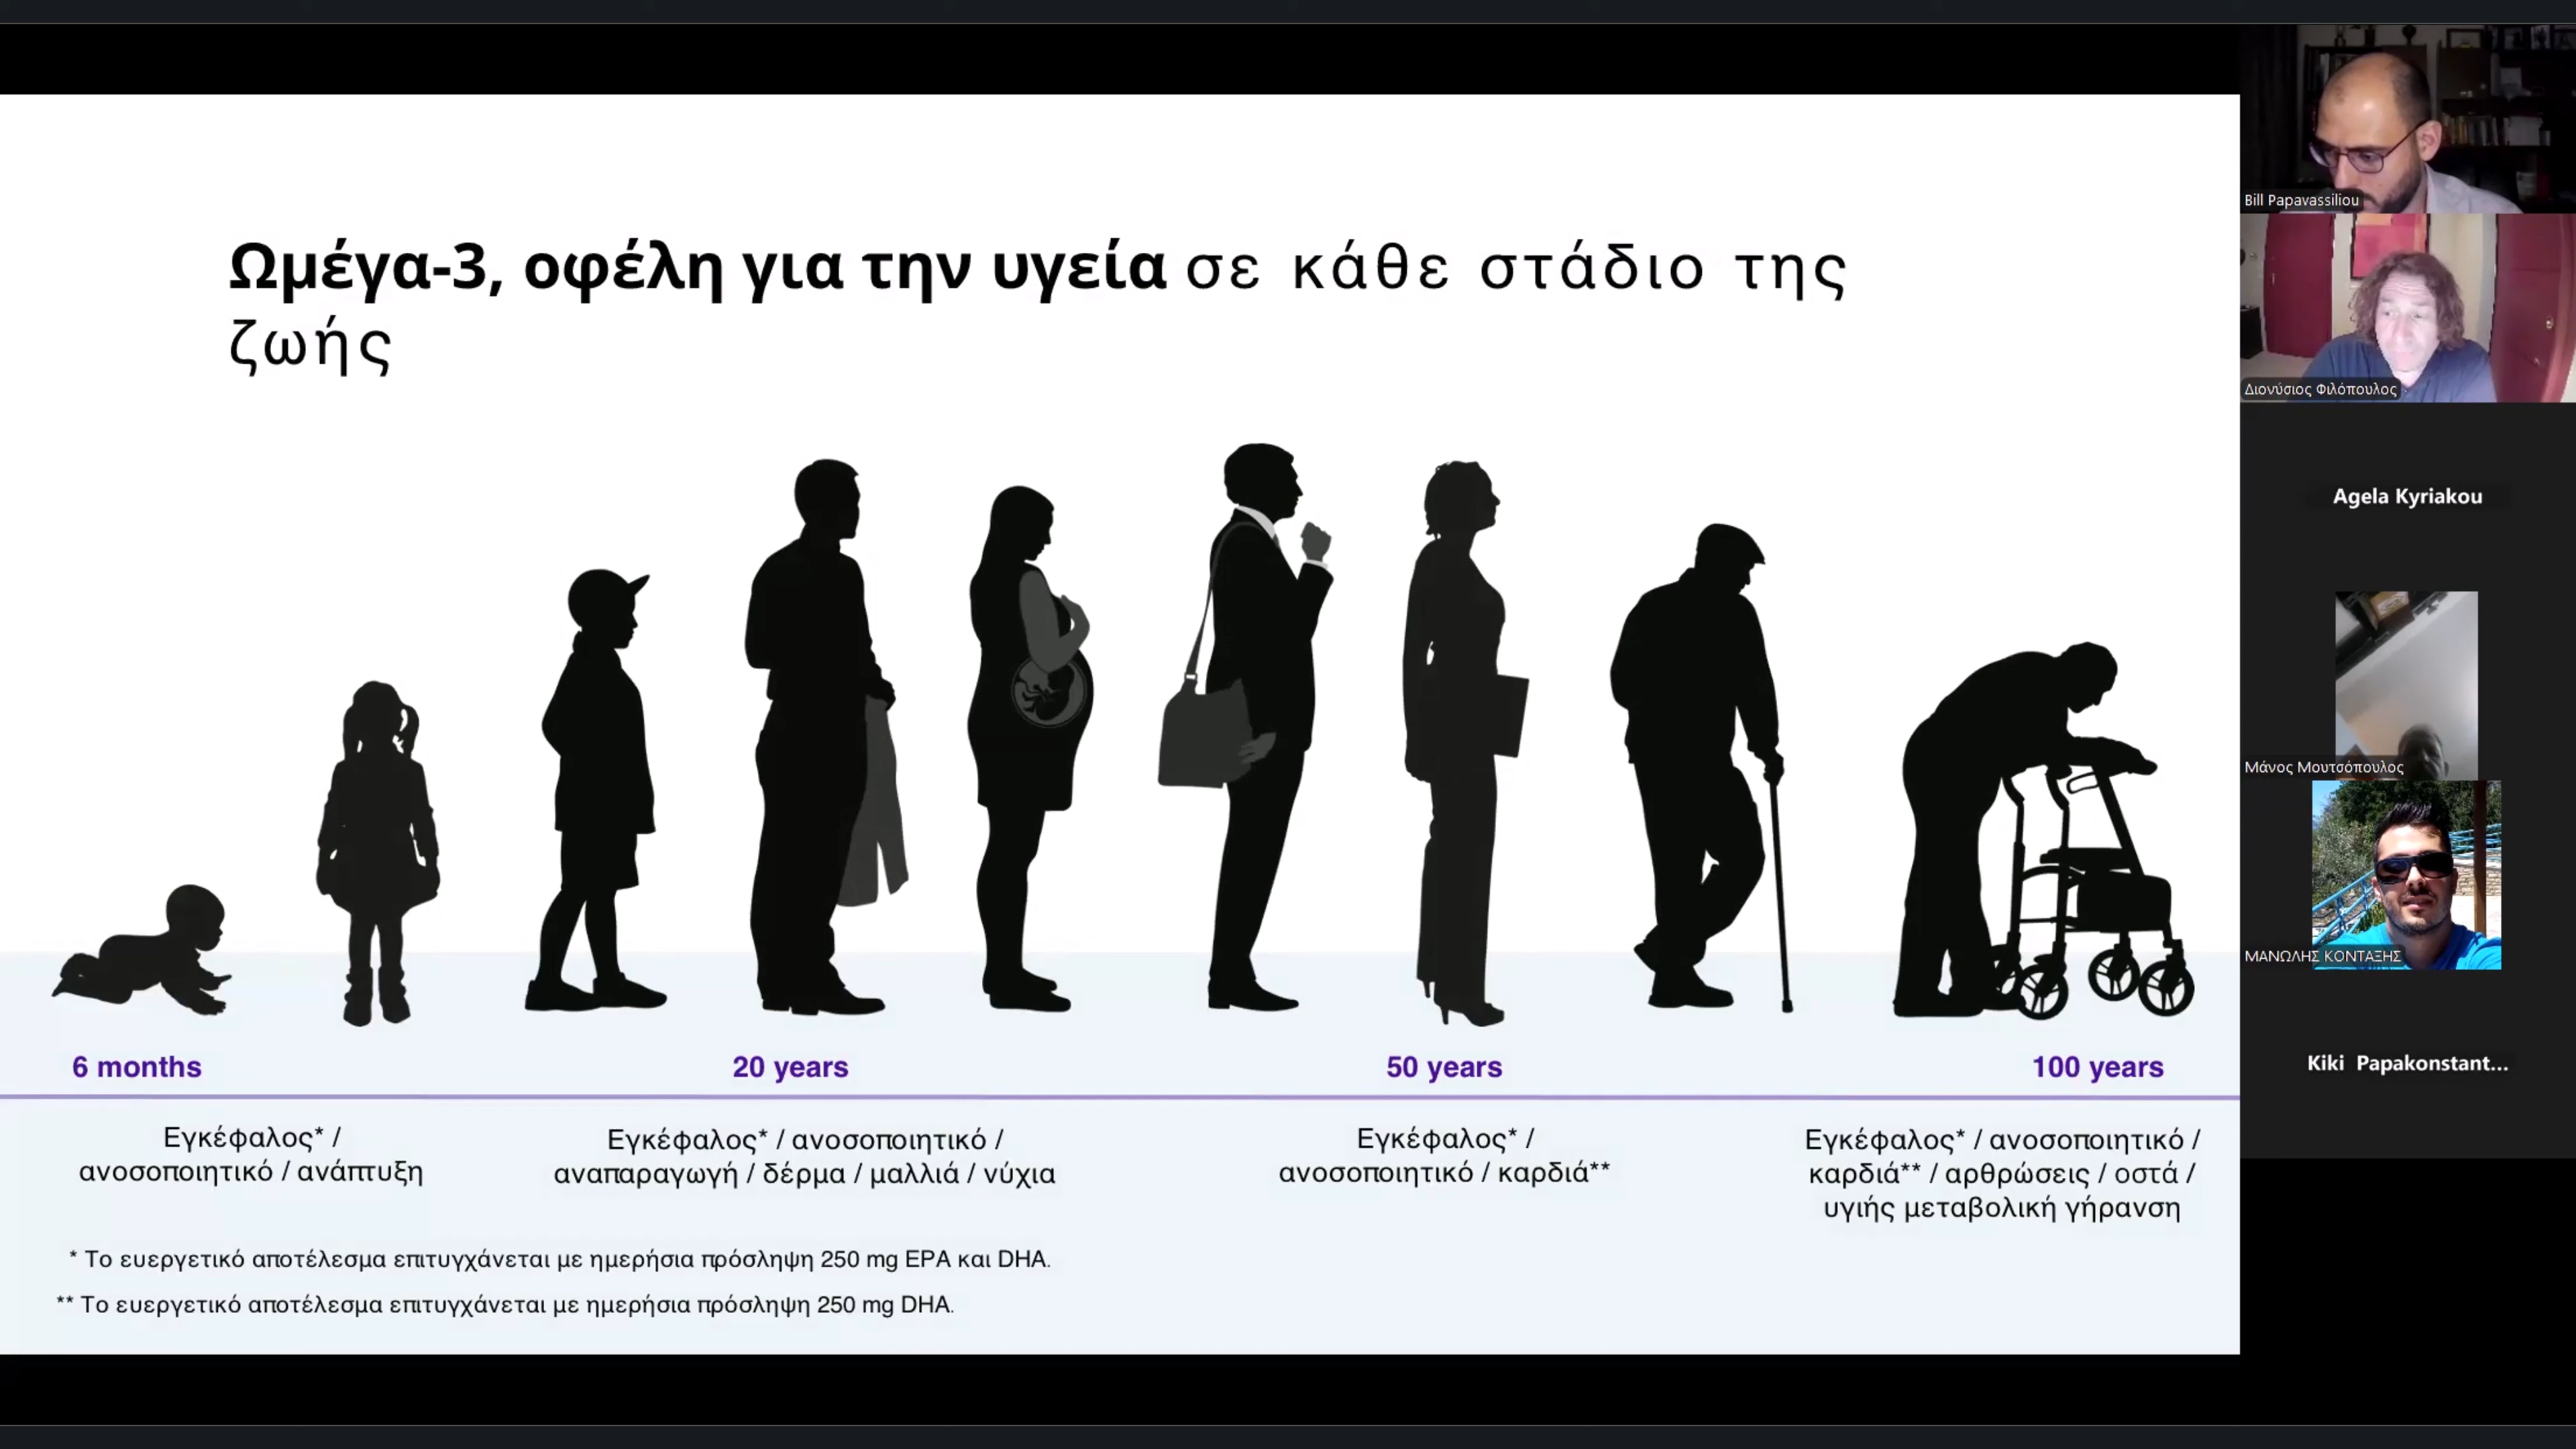 Ωμέγα-3, οφέλη για την υγεία σε κάθε στάδιο της
ζωής
6 months
20 years
50 years
100 years
Εγκέφαλος* /
ανοσοποιητικό / ανάπτυξη
Εγκέφαλος* / ανοσοποιητικό /
αναπαραγωγή / δέρμα / μαλλιά / νύχια
Εγκέφαλος* /
ανοσοποιητικό / καρδιά**
Εγκέφαλος* / ανοσοποιητικό /
καρδιά** / αρθρώσεις / οστά /
υγιής μεταβολική γήρανση
* Το ευεργετικό αποτέλεσμα επιτυγχάνεται με ημερήσια πρόσληψη 250 mg EPA και DHA.
** Το ευεργετικό αποτέλεσμα επιτυγχάνεται με ημερήσια πρόσληψη 250 mg DHA.
Bill Papavassiliou
Διονύσιος Φιλόπουλος
Agela Kyriakou
Μάνος Μουτσόπουλος
ΜΑΝΩΛΗΣ ΚΟΝΤΑΞΗΣ
Kiki Papakonstant...